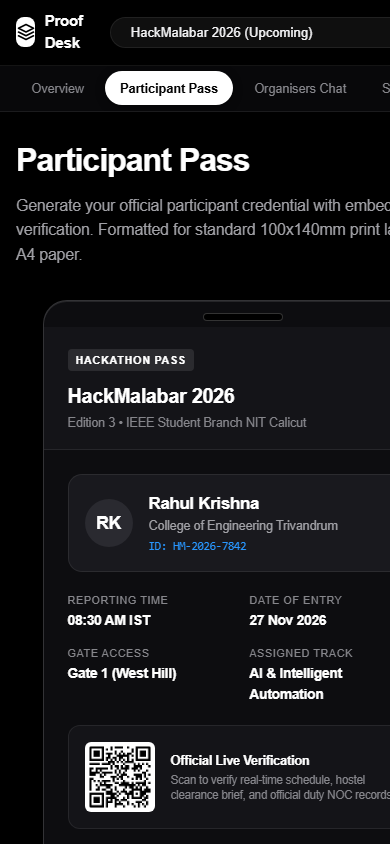 Proof
Desk
HackMalabar 2026 (Upcoming)
Overview
Participant Pass
Organisers Chat
S
Participant Pass
Generate your official participant credential with embed
verification. Formatted for standard 100x140mm print la
A4 paper.
HACKATHON PASS
HackMalabar 2026
Edition 3 • IEEE Student Branch NIT Calicut
RK
Rahul Krishna
College of Engineering Trivandrum
ID: HM-2026-7842
REPORTING TIME
08:30 AM IST
DATE OF ENTRY
27 Nov 2026
GATE ACCESS
Gate 1 (West Hill)
ASSIGNED TRACK
AI & Intelligent
Automation
Official Live Verification
Scan to verify real-time schedule, hostel
clearance brief, and official duty NOC records